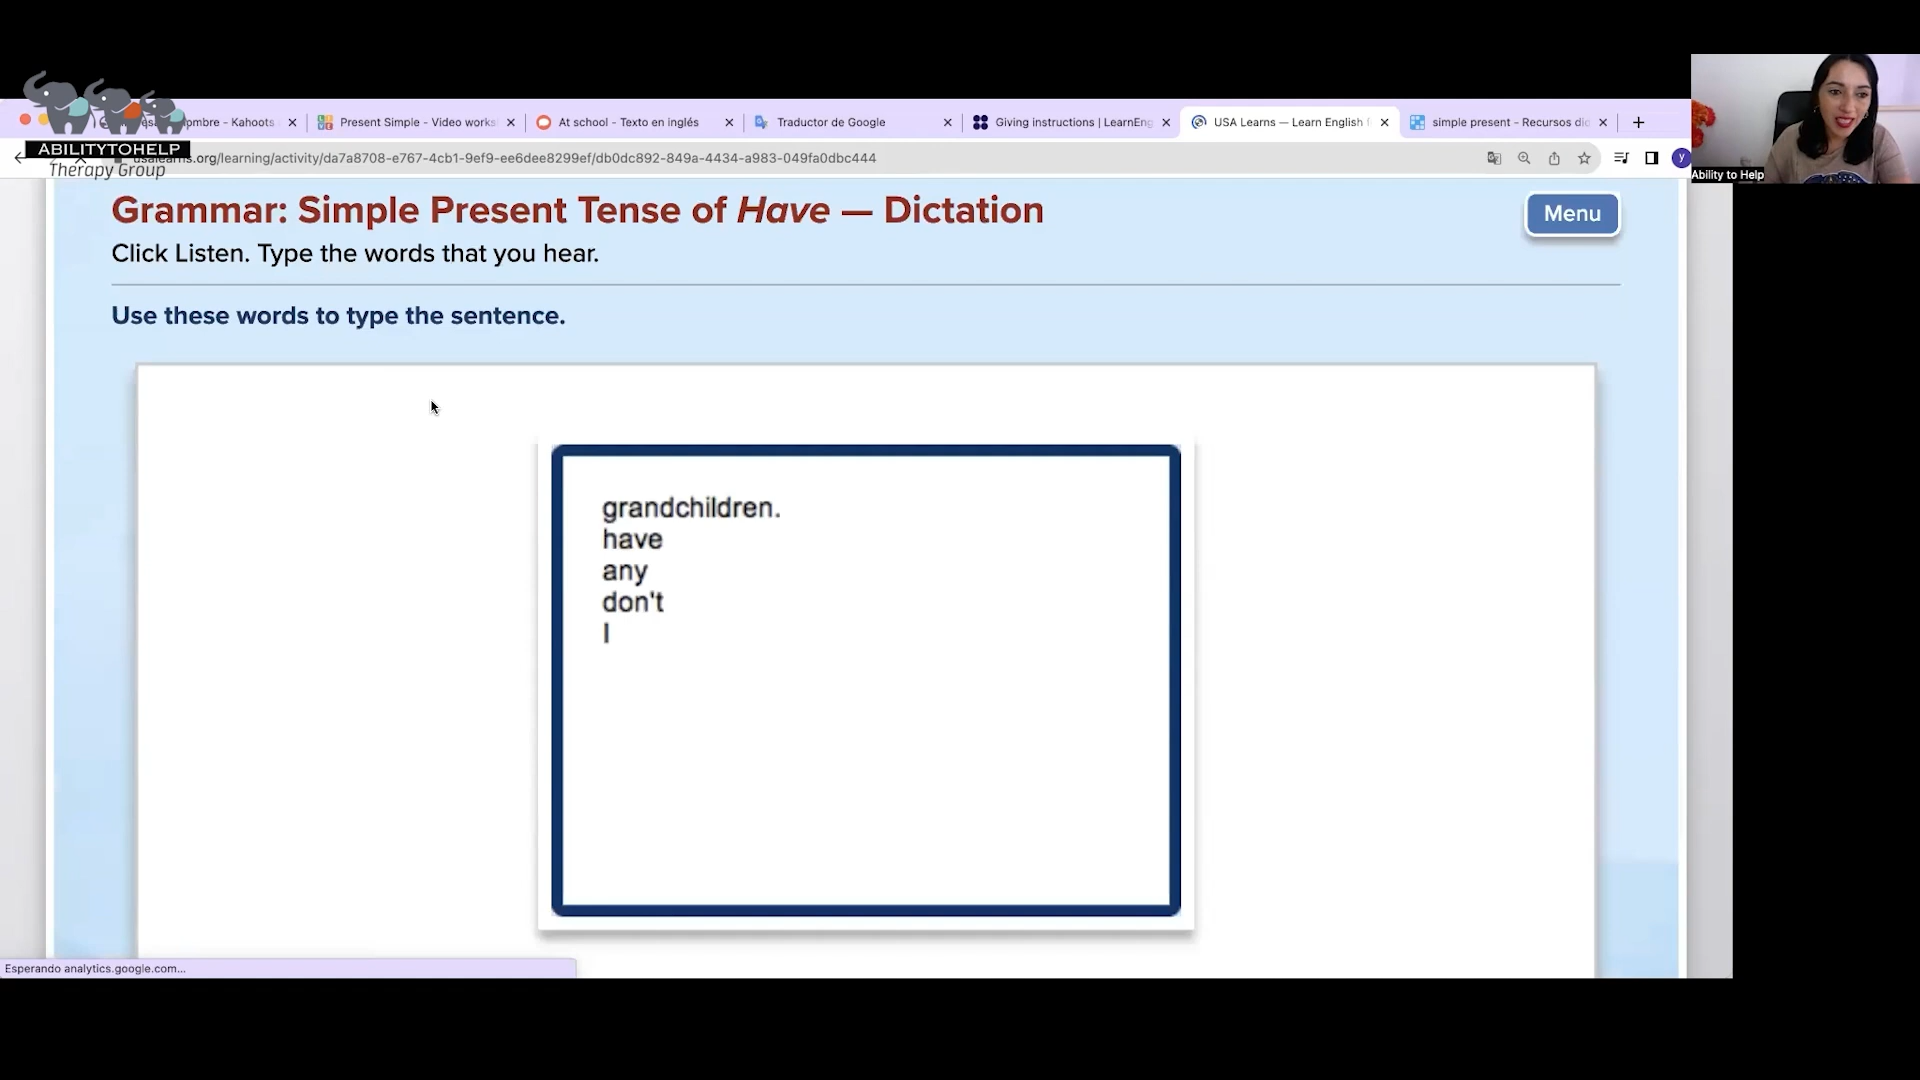 ABILITYTOHELP
Therapy Group
ombre - Kahoots
Present Simple - Video works
At school - Texto en inglés
Traductor de Google
Giving instructions | LearnEng
USA Learns — Learn English
simple present - Recursos di
usalearns.org/learning/activity/da7a8708-e767-4cb1-9ef9-ee6dee8299ef/db0dc892-849a-4434-a983-049fa0dbc444
y
Ability to Help
Grammar: Simple Present Tense of Have — Dictation
Menu
Click Listen. Type the words that you hear.
Use these words to type the sentence.
grandchildren.
have
any
don't
I
Esperando analytics.google.com...